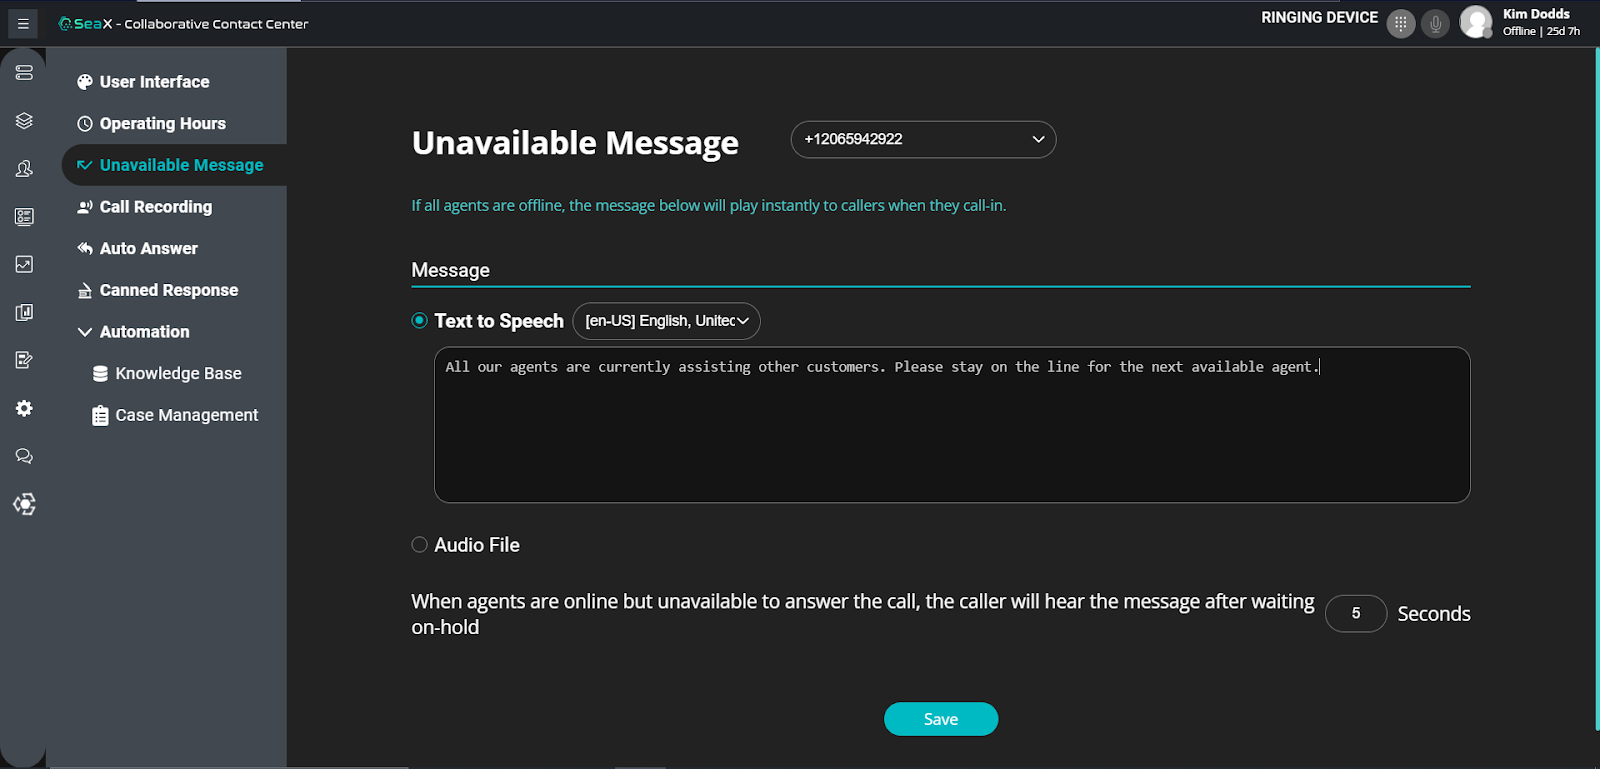 SeaX - Collaborative Contact Center
RINGING DEVICE
Kim Dodds
Offline | 25d 7h
User Interface
Operating Hours
Unavailable Message
Call Recording
Auto Answer
Canned Response
Automation
Knowledge Base
Case Management
Unavailable Message
+12065942922
If all agents are offline, the message below will play instantly to callers when they call-in.
Message
Text to Speech
[en-US] English, Unitec
All our agents are currently assisting other customers. Please stay on the line for the next available agent.
Audio File
When agents are online but unavailable to answer the call, the caller will hear the message after waiting
on-hold
5 Seconds
Save